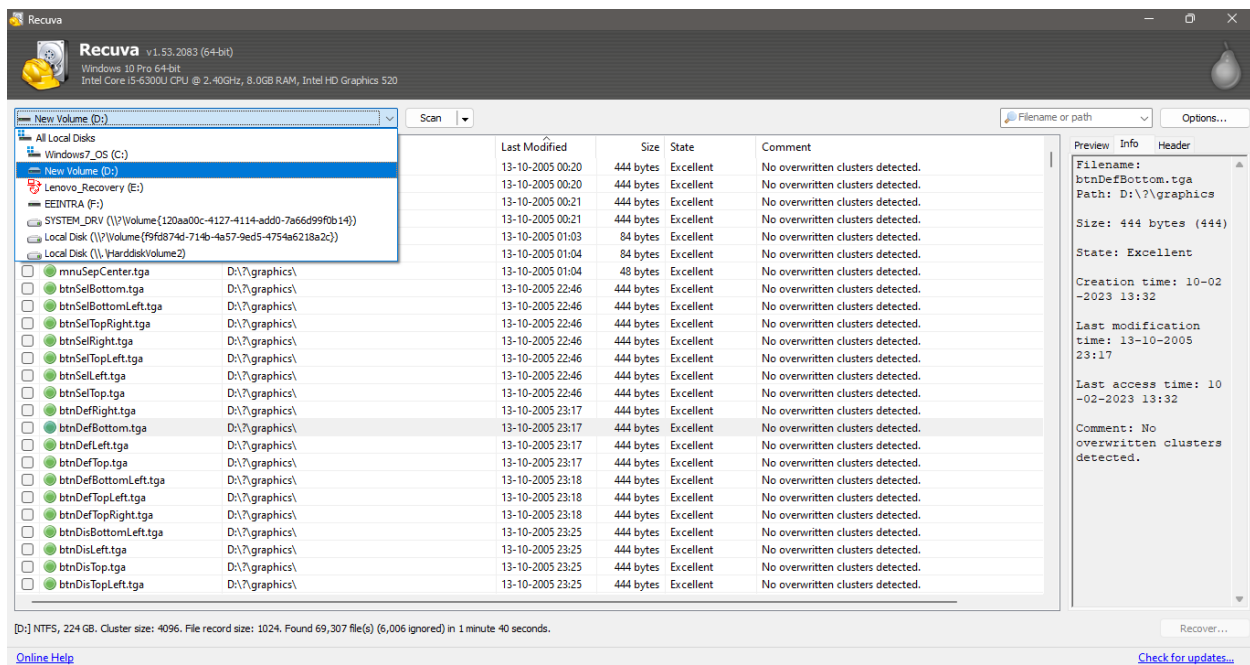 Recuva
Recuva v1.53.2083 (64-bit)
Windows 10 Pro 64-bit
Intel Core i5-6300U CPU @ 2.40GHz, 8.0GB RAM, Intel HD Graphics 520
New Volume (D:)
Scan
Filename or path
Options...
All Local Disks
Windows7_OS (C:)
New Volume (D:)
Lenovo_Recovery (E:)
EEINTRA (F:)
SYSTEM_DRV (\\?\Volume{120aa00c-4127-4114-add0-7a66d99f0b14})
Local Disk (\\?\Volume{f9fd874d-714b-4a57-9ed5-4754a6218a2c})
Local Disk (\\.\HarddiskVolume2)
Last Modified Size State Comment
13-10-2005 00:20 444 bytes Excellent No overwritten clusters detected.
13-10-2005 00:20 444 bytes Excellent No overwritten clusters detected.
13-10-2005 00:21 444 bytes Excellent No overwritten clusters detected.
13-10-2005 00:21 444 bytes Excellent No overwritten clusters detected.
13-10-2005 01:03 84 bytes Excellent No overwritten clusters detected.
13-10-2005 01:04 84 bytes Excellent No overwritten clusters detected.
mnuSepCenter.tga D:\?\graphics\ 13-10-2005 01:04 48 bytes Excellent No overwritten clusters detected.
btnSelBottom.tga D:\?\graphics\ 13-10-2005 22:46 444 bytes Excellent No overwritten clusters detected.
btnSelBottomLeft.tga D:\?\graphics\ 13-10-2005 22:46 444 bytes Excellent No overwritten clusters detected.
btnSelTopRight.tga D:\?\graphics\ 13-10-2005 22:46 444 bytes Excellent No overwritten clusters detected.
btnSelRight.tga D:\?\graphics\ 13-10-2005 22:46 444 bytes Excellent No overwritten clusters detected.
btnSelTopLeft.tga D:\?\graphics\ 13-10-2005 22:46 444 bytes Excellent No overwritten clusters detected.
btnSelLeft.tga D:\?\graphics\ 13-10-2005 22:46 444 bytes Excellent No overwritten clusters detected.
btnSelTop.tga D:\?\graphics\ 13-10-2005 22:46 444 bytes Excellent No overwritten clusters detected.
btnDefRight.tga D:\?\graphics\ 13-10-2005 23:17 444 bytes Excellent No overwritten clusters detected.
btnDefBottom.tga D:\?\graphics\ 13-10-2005 23:17 444 bytes Excellent No overwritten clusters detected.
btnDefLeft.tga D:\?\graphics\ 13-10-2005 23:17 444 bytes Excellent No overwritten clusters detected.
btnDefTop.tga D:\?\graphics\ 13-10-2005 23:17 444 bytes Excellent No overwritten clusters detected.
btnDefBottomLeft.tga D:\?\graphics\ 13-10-2005 23:18 444 bytes Excellent No overwritten clusters detected.
btnDefTopLeft.tga D:\?\graphics\ 13-10-2005 23:18 444 bytes Excellent No overwritten clusters detected.
btnDefTopRight.tga D:\?\graphics\ 13-10-2005 23:18 444 bytes Excellent No overwritten clusters detected.
btnDisBottomLeft.tga D:\?\graphics\ 13-10-2005 23:25 444 bytes Excellent No overwritten clusters detected.
btnDisLeft.tga D:\?\graphics\ 13-10-2005 23:25 444 bytes Excellent No overwritten clusters detected.
btnDisTop.tga D:\?\graphics\ 13-10-2005 23:25 444 bytes Excellent No overwritten clusters detected.
btnDisTopLeft.tga D:\?\graphics\ 13-10-2005 23:25 444 bytes Excellent No overwritten clusters detected.
Preview Info Header
Filename:
btnDefBottom.tga
Path: D:\?\graphics
Size: 444 bytes (444)
State: Excellent
Creation time: 10-02
-2023 13:32
Last modification
time: 13-10-2005
23:17
Last access time: 10
-02-2023 13:32
Comment: No
overwritten clusters
detected.
[D:] NTFS, 224 GB. Cluster size: 4096. File record size: 1024. Found 69,307 file(s) (6,006 ignored) in 1 minute 40 seconds.
Recover...
Online Help
Check for updates...